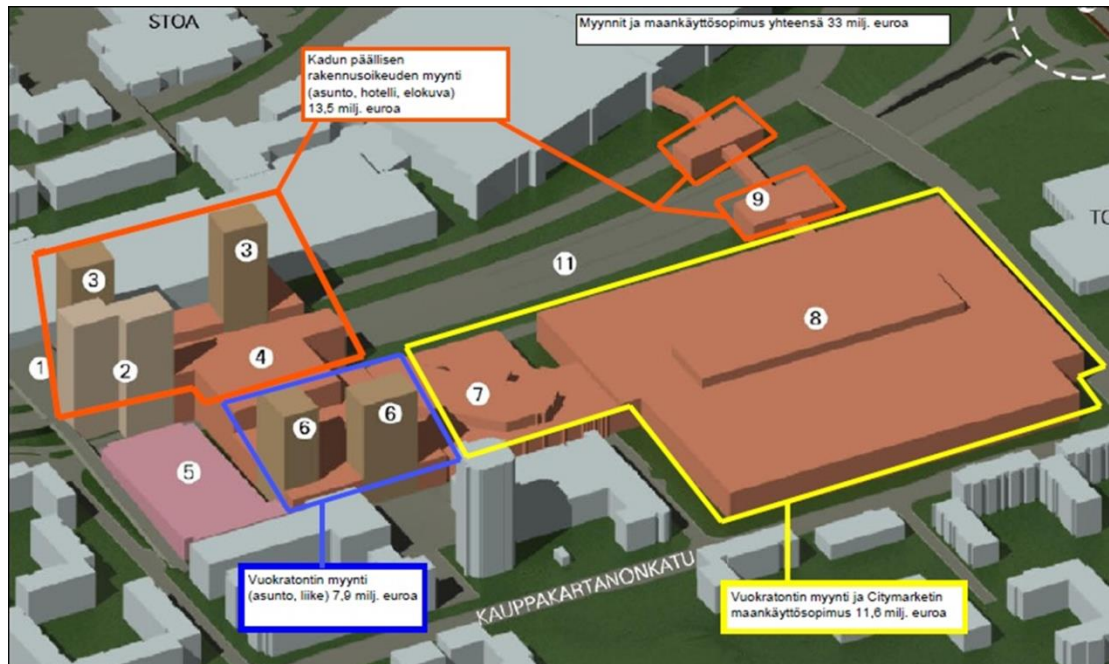 STOA
Myynnit ja maankäyttösopimus yhteensä 33 milj. euroa
Kadun päällisen
rakennusoikeuden myynti
(asunto, hotelli, elokuva)
13,5 milj. euroa
9
TO
3
3
11
8
1
2
4
7
6
6
5
Vuokratontin myynti
(asunto, liike) 7,9 milj. euroa
KAUPPAKARTANONKATU
Vuokratontin myynti ja Citymarketin
maankäyttösopimus 11,6 milj. euroa